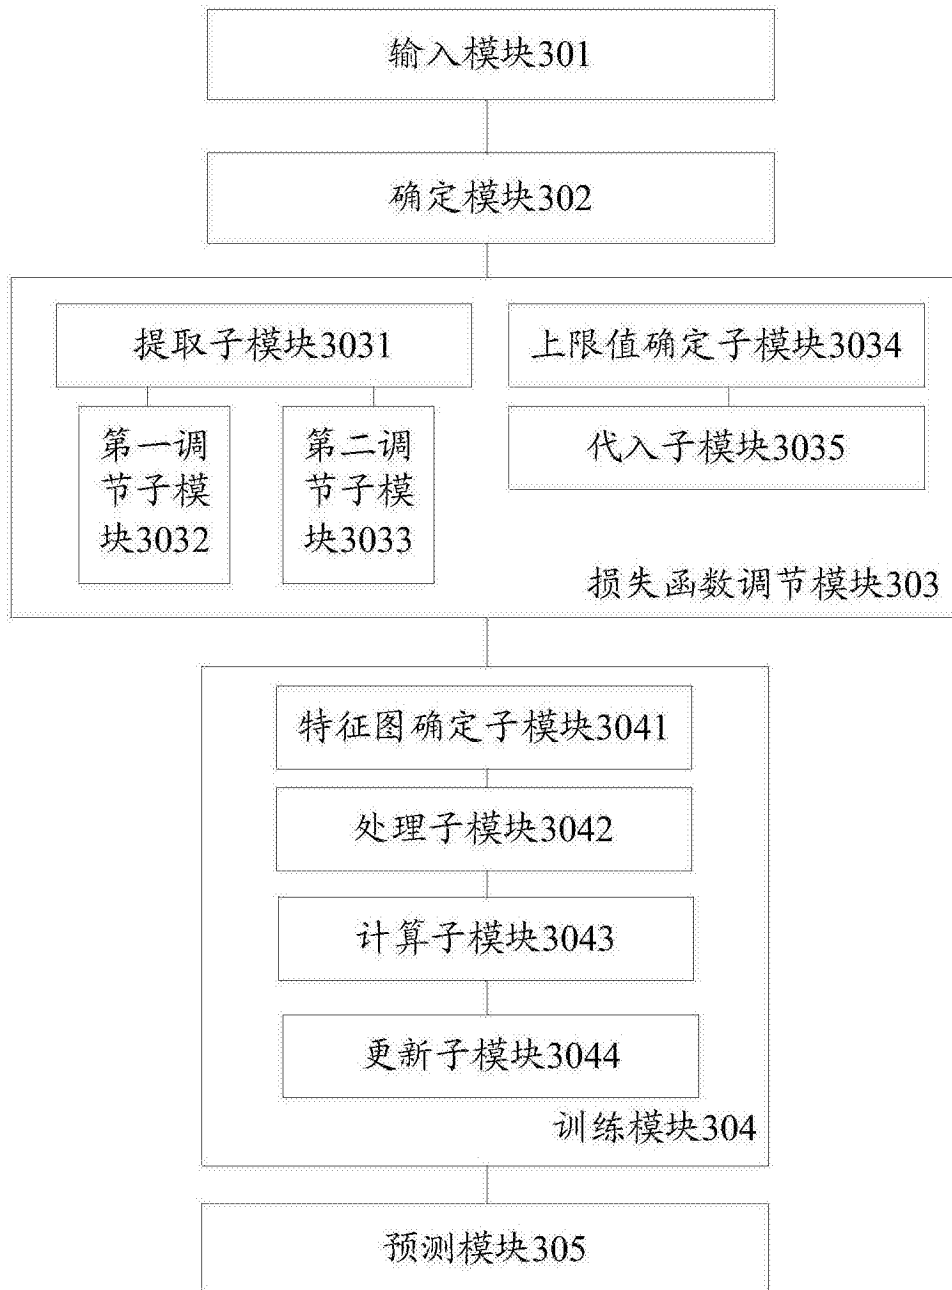 输入模块301
确定模块302
提取子模块3031
上限值确定子模块3034
第一调
节子模
块3032
第二调
节子模
块3033
代入子模块3035
损失函数调节模块303
特征图确定子模块3041
处理子模块3042
计算子模块3043
更新子模块3044
训练模块304
预测模块305